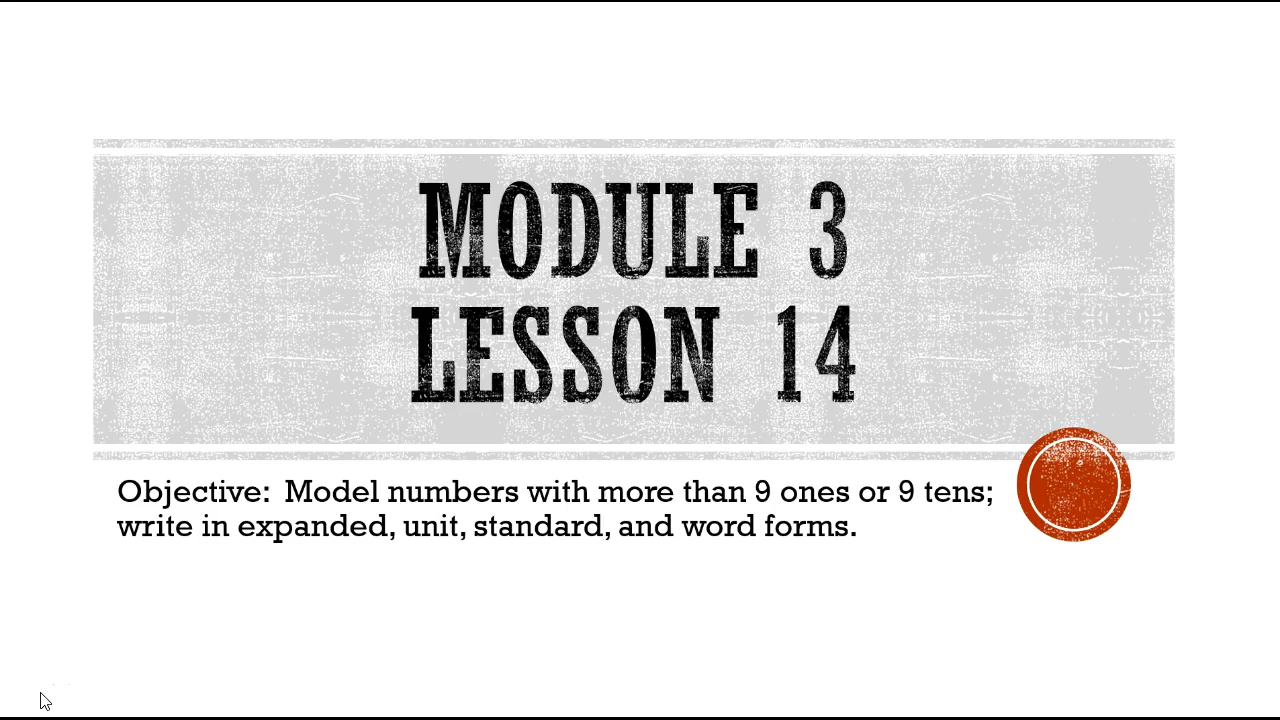 MODULE 3
LESSON 14
Objective:  Model numbers with more than 9 ones or 9 tens;
write in expanded, unit, standard, and word forms.